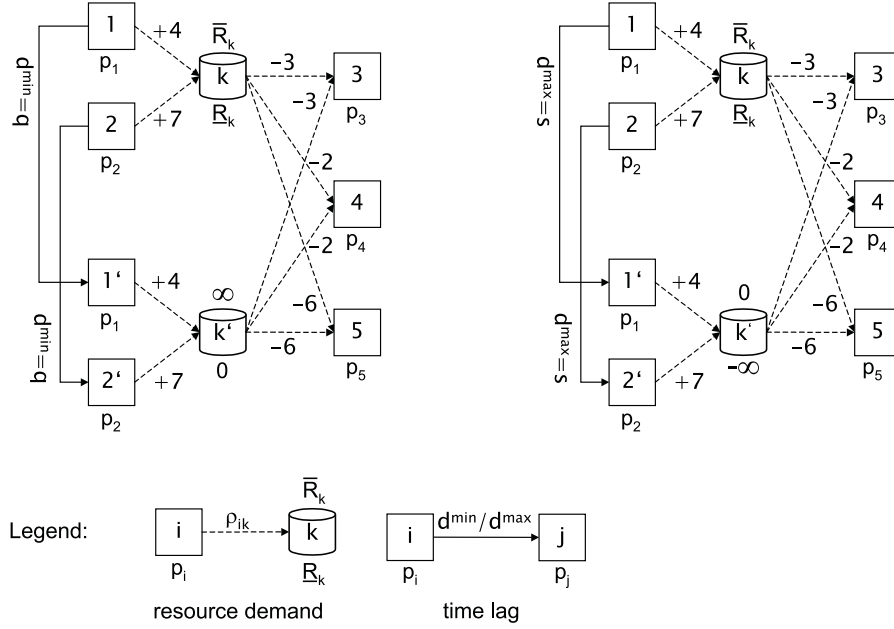 1
+4
p₁
R̅ₖ
k
R̲ₖ
2
+7
p₂
dᵐⁱⁿ=q
dᵐⁱⁿ=q
-3
-3
-2
-2
-6
-6
3
p₃
4
p₄
5
p₅
1‘
+4
p₁
∞
k‘
0
2‘
+7
p₂
1
+4
p₁
R̅ₖ
k
R̲ₖ
2
+7
p₂
dᵐᵃˣ=s
dᵐᵃˣ=s
-3
-3
-2
-2
-6
-6
3
p₃
4
p₄
5
p₅
1‘
+4
p₁
0
k‘
-∞
2‘
+7
p₂
Legend:
i
pᵢ
ρᵢₖ
R̅ₖ
k
R̲ₖ
resource demand
i
pᵢ
dᵐⁱⁿ/dᵐᵃˣ
j
pⱼ
time lag